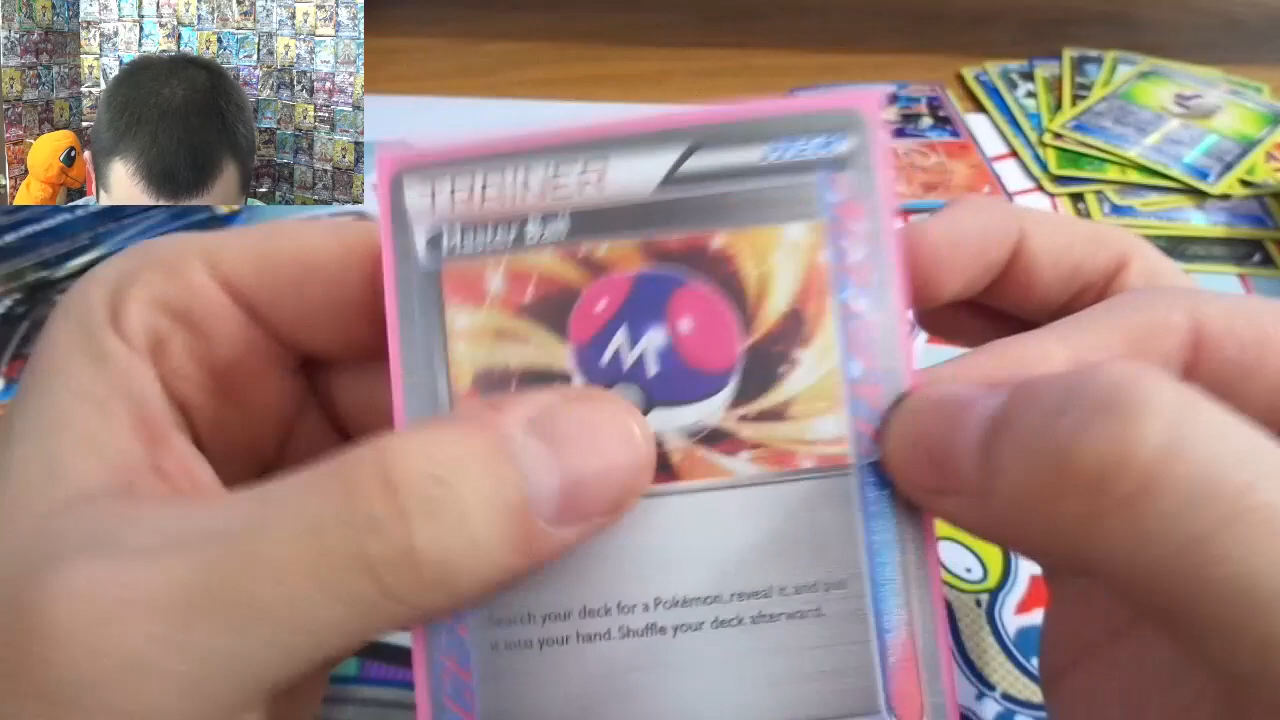 TRAINER
Master Ball
M
Search your deck for a Pokémon, reveal it, and put
it into your hand. Shuffle your deck afterward.